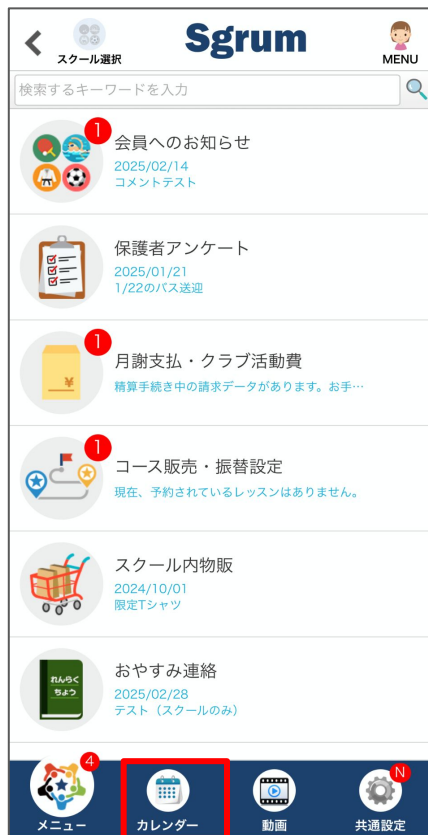 スクール選択
Sgrum
MENU
検索するキーワードを入力
1
会員へのお知らせ
2025/02/14
コメントテスト
保護者アンケート
2025/01/21
1/22のバス送迎
1
¥
月謝支払・クラブ活動費
精算手続き中の請求データがあります。お手…
1
コース販売・振替設定
現在、予約されているレッスンはありません。
スクール内物販
2024/10/01
限定Tシャツ
れんらく
ちょう
おやすみ連絡
2025/02/28
テスト（スクールのみ）
4
メニュー
カレンダー
動画
N
共通設定